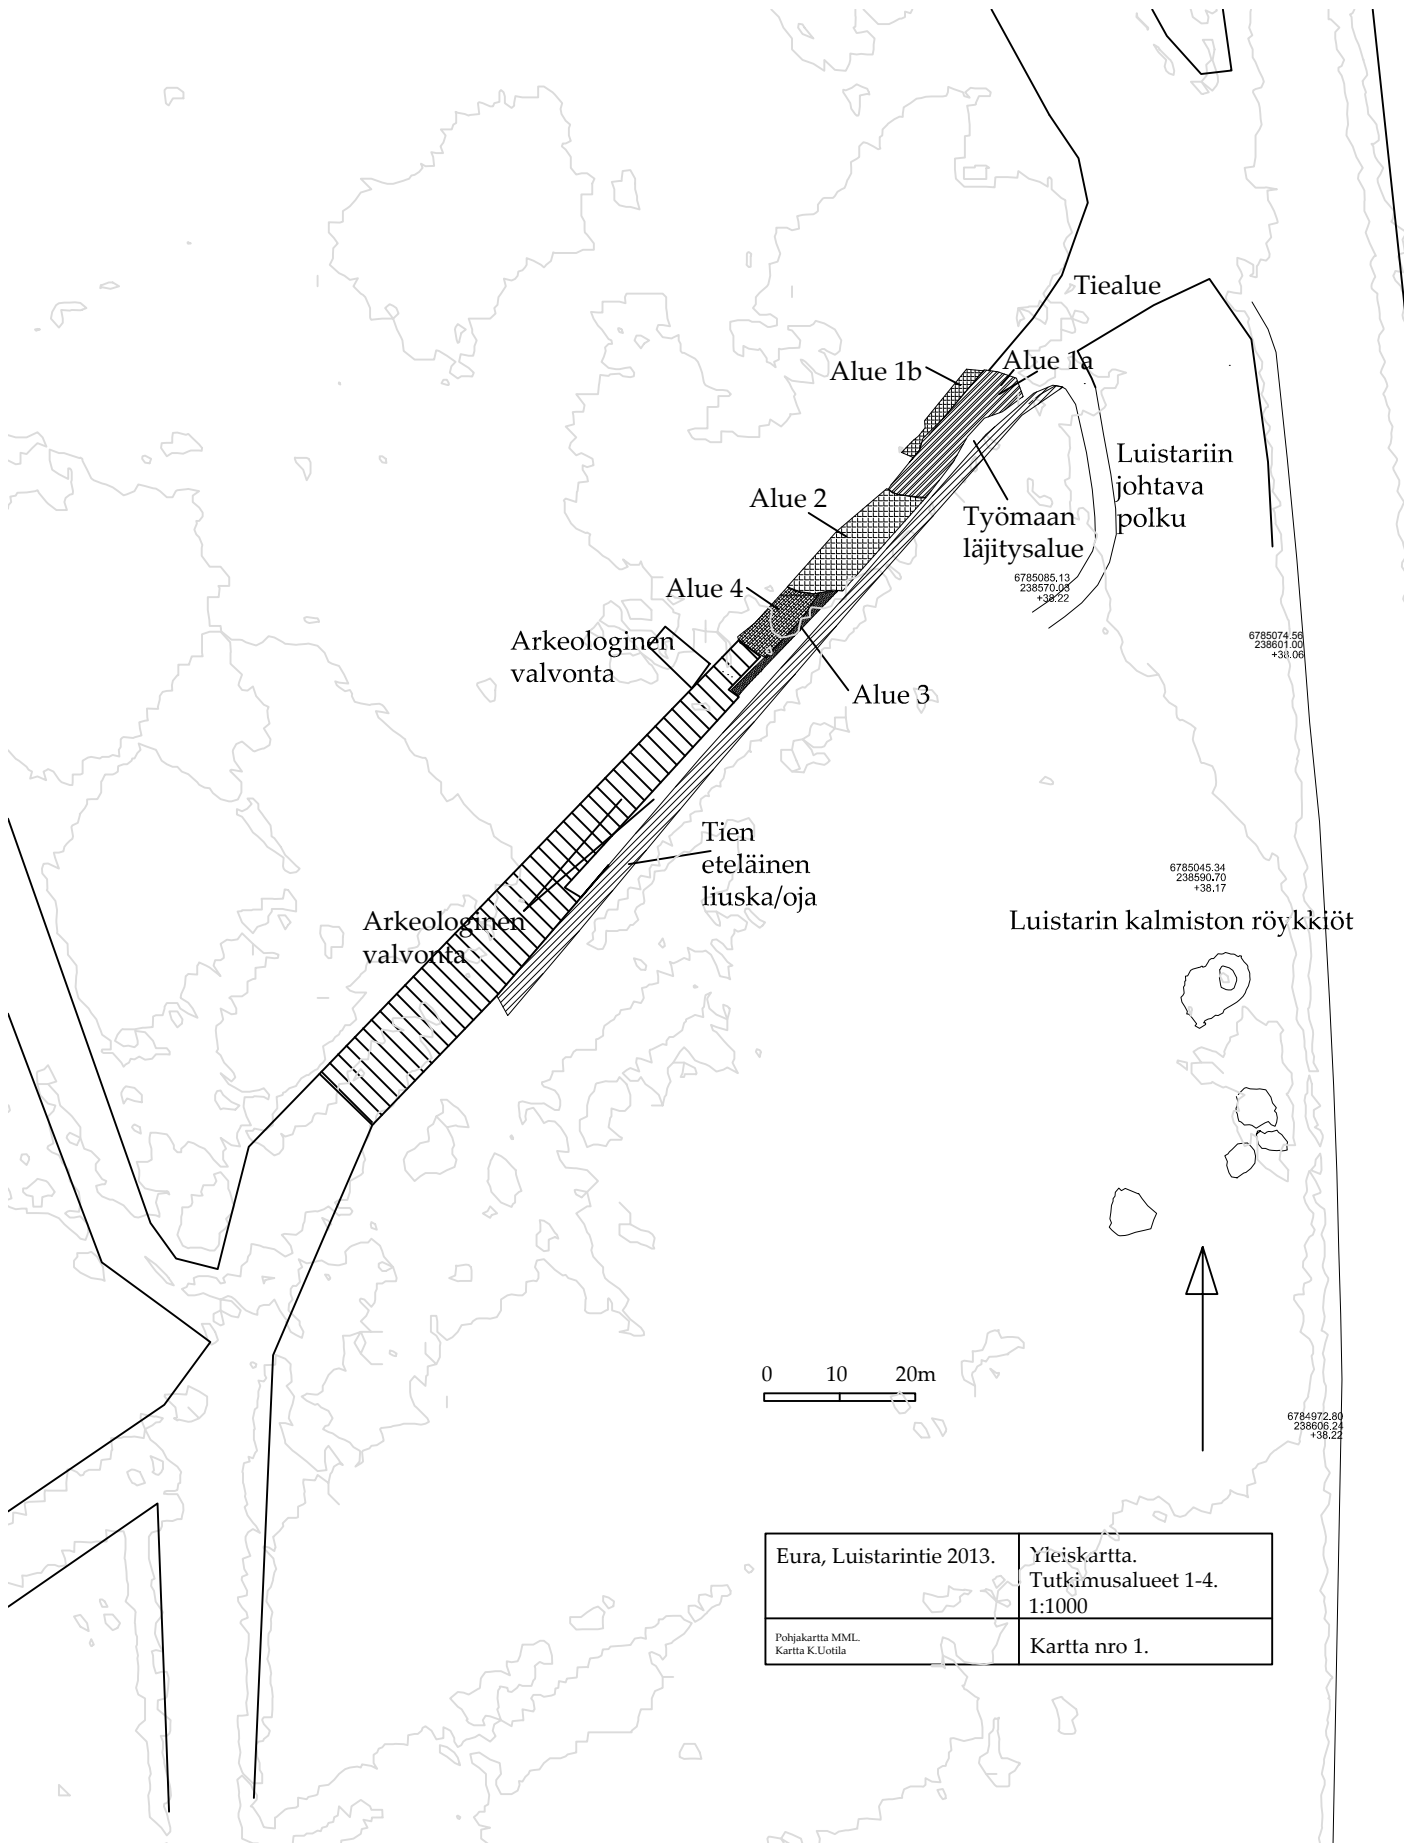 Tiealue
Alue 1b
Alue 1a
Luistariin
johtava
polku
Alue 2
Työmaan
läjitysalue
6785085.13
238570.03
+38.22
Alue 4
Arkeologinen
valvonta
6785074.56
238601.00
+38.06
Alue 3
Tien
eteläinen
liuska/oja
6785045.34
238590.70
+38.17
Arkeologinen
valvonta
Luistarin kalmiston röykkiöt
0 10 20m
6784972.80
238606.24
+38.22
Eura, Luistarintie 2013.
Yleiskartta.
Tutkimusalueet 1-4.
1:1000
Pohjakartta MML.
Kartta K.Uotila
Kartta nro 1.